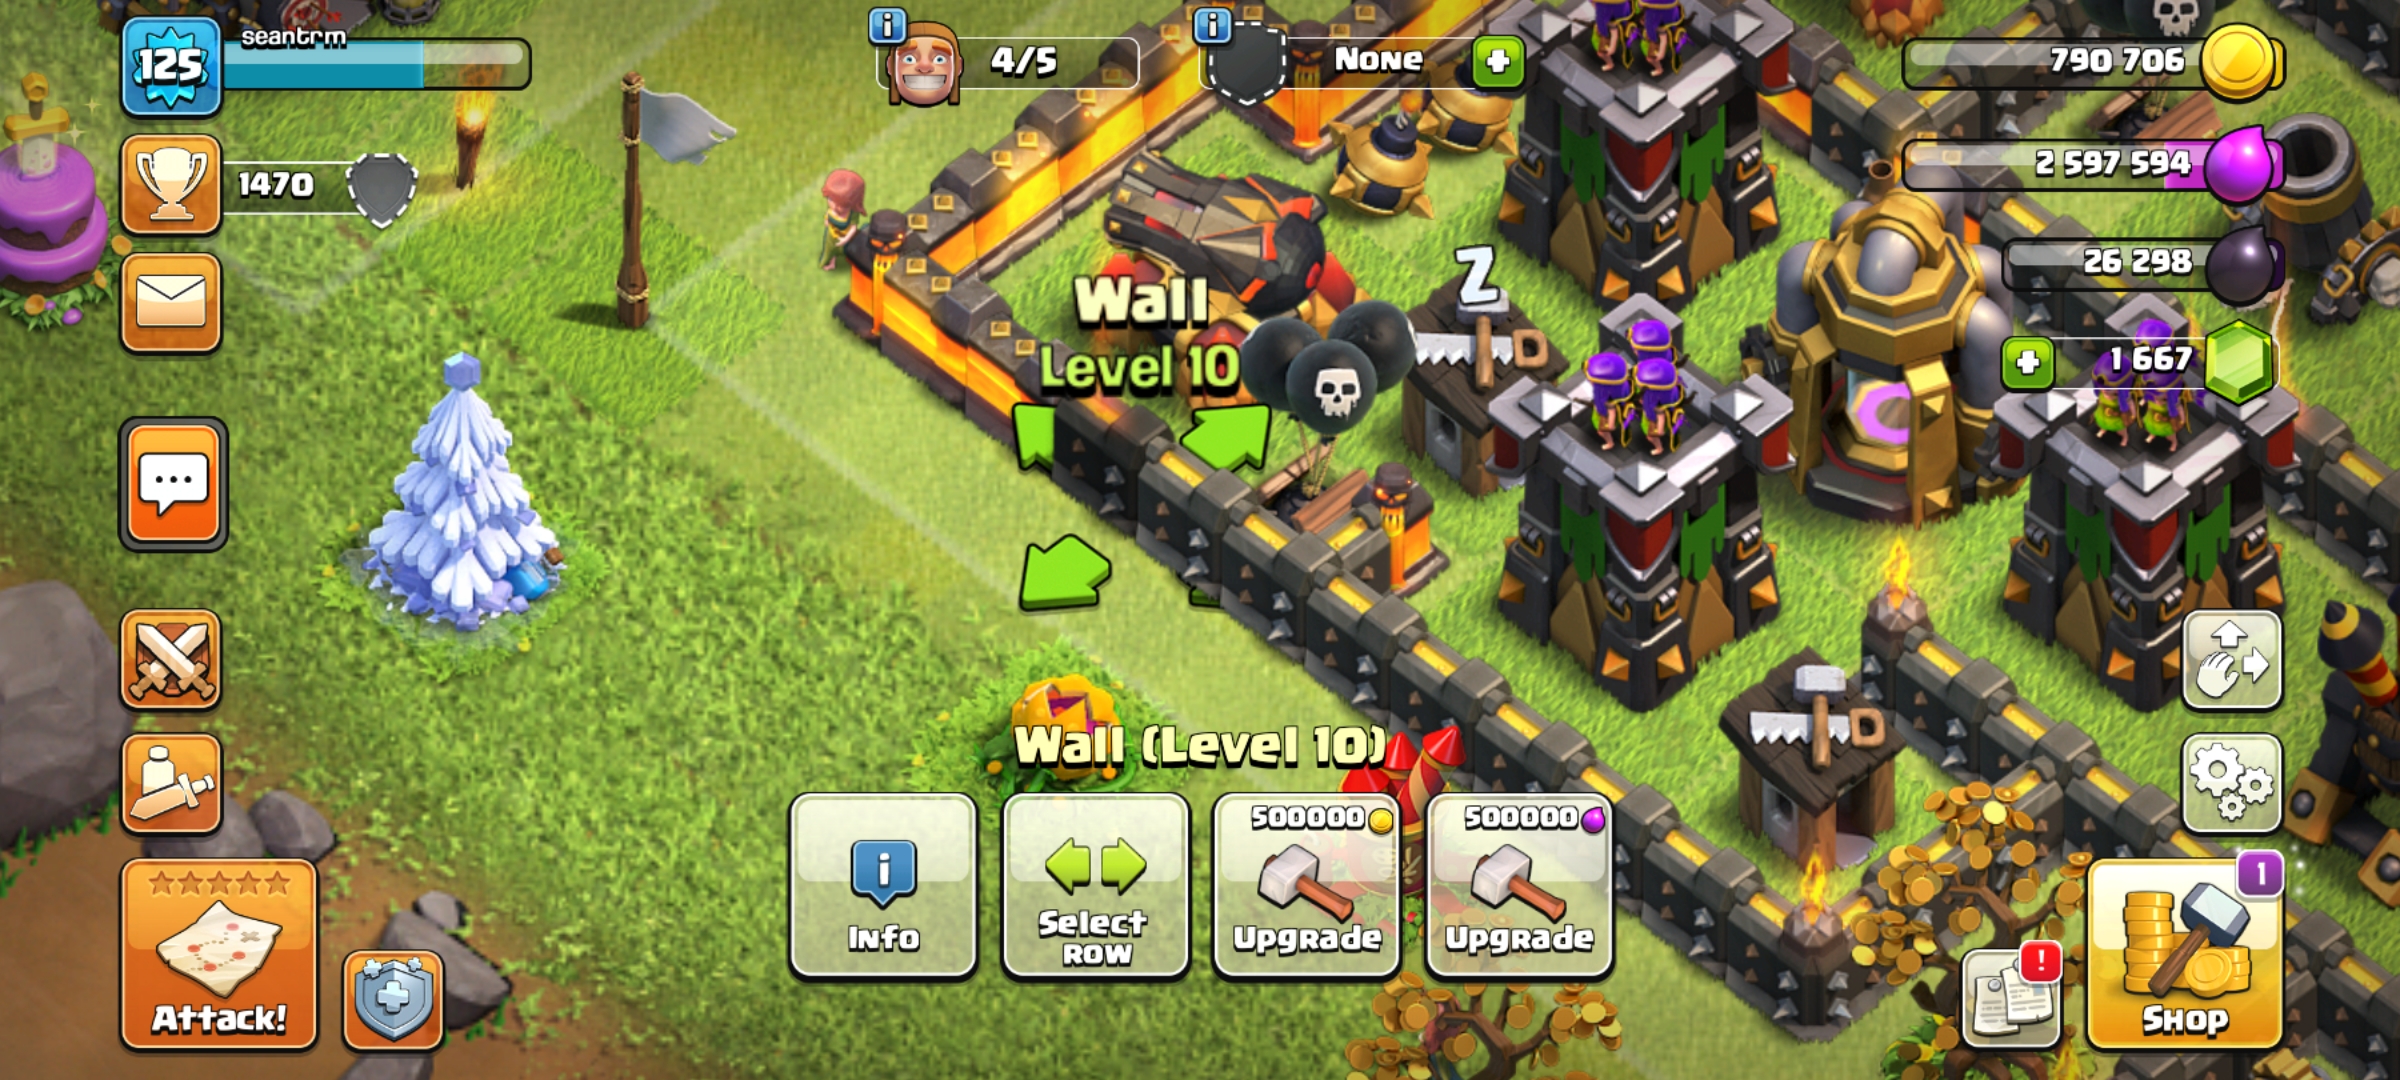 125
seantrm
4/5
None
790 706
1470
2 597 594
26 298
1 667
Z
Wall
Level 10
Wall (Level 10)
Info
Select
Row
500000
Upgrade
500000
Upgrade
Attack!
1
!
Shop